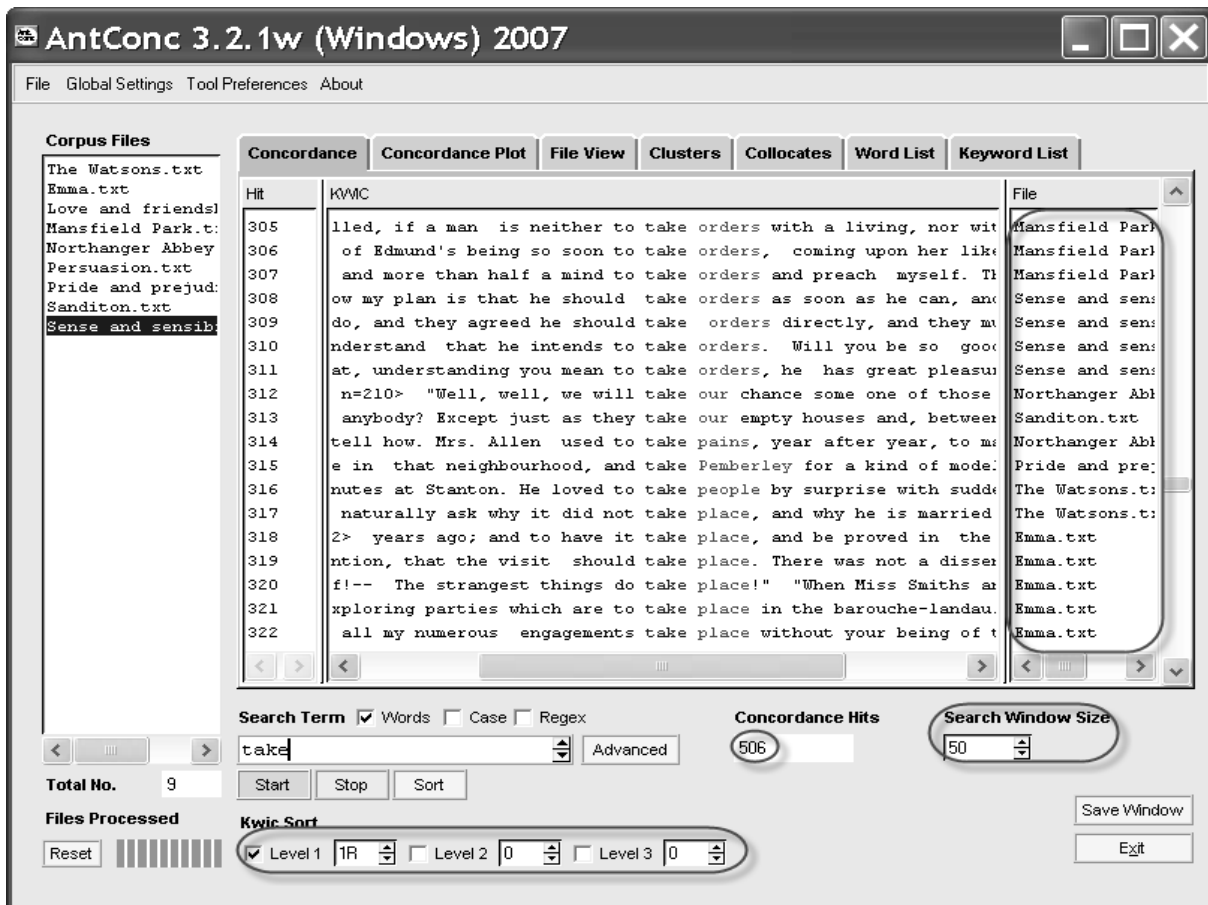 AntConc 3.2.1w (Windows) 2007
File Global Settings Tool Preferences About
Corpus Files
The Watsons.txt
Emma.txt
Love and friendsl
Mansfield Park.t:
Northanger Abbey
Persuasion.txt
Pride and prejud:
Sanditon.txt
Sense and sensib:
Total No. 9
Files Processed
Reset
Concordance Concordance Plot File View Clusters Collocates Word List Keyword List
Hit KWIC File
305 lled, if a man is neither to take orders with a living, nor wit Mansfield Park
306 of Edmund's being so soon to take orders, coming upon her like Mansfield Park
307 and more than half a mind to take orders and preach myself. Th Mansfield Park
308 ow my plan is that he should take orders as soon as he can, and Sense and sens
309 do, and they agreed he should take orders directly, and they mu Sense and sens
310 nderstand that he intends to take orders. Will you be so good Sense and sens
311 at, understanding you mean to take orders, he has great pleasur Sense and sens
312 n=210> "Well, well, we will take our chance some one of those Northanger Abb
313 anybody? Except just as they take our empty houses and, between Sanditon.txt
314 tell how. Mrs. Allen used to take pains, year after year, to ma Northanger Abb
315 e in that neighbourhood, and take Pemberley for a kind of model Pride and prej
316 nutes at Stanton. He loved to take people by surprise with sudde The Watsons.t:
317 naturally ask why it did not take place, and why he is married The Watsons.t:
318 2> years ago; and to have it take place, and be proved in the Emma.txt
319 ntion, that the visit should take place. There was not a dissen Emma.txt
320 f!-- The strangest things do take place!" "When Miss Smiths an Emma.txt
321 xploring parties which are to take place in the barouche-landau. Emma.txt
322 all my numerous engagements take place without your being of t Emma.txt
Search Term Words Case Regex
take Advanced
Start Stop Sort
Concordance Hits
506
Search Window Size
50
Kwic Sort
Level 1 1R Level 2 0 Level 3 0
Save Window
Exit